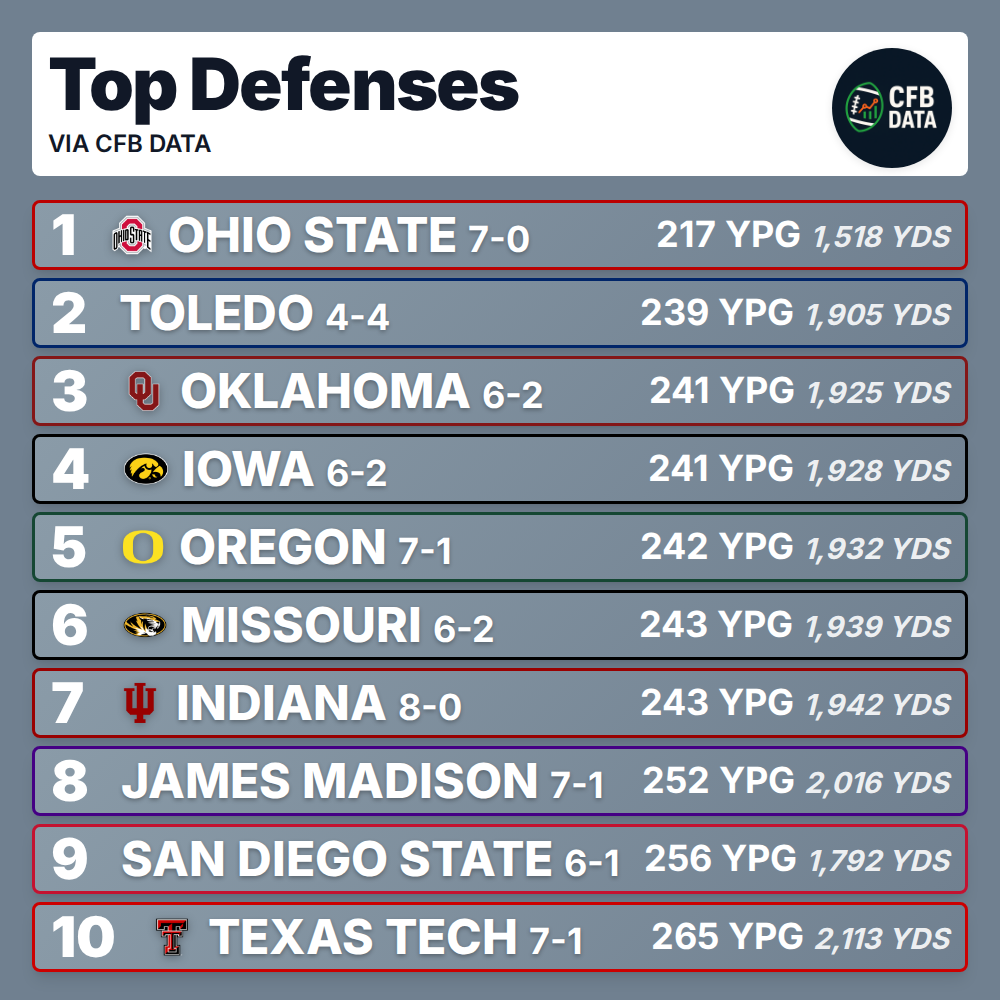 Top Defenses
VIA CFB DATA
CFB
DATA
1 OHIO STATE OHIO STATE 7-0 217 YPG 1,518 YDS
2 TOLEDO 4-4 239 YPG 1,905 YDS
3 OU OKLAHOMA 6-2 241 YPG 1,925 YDS
4 IOWA 6-2 241 YPG 1,928 YDS
5 O OREGON 7-1 242 YPG 1,932 YDS
6 MISSOURI 6-2 243 YPG 1,939 YDS
7 IU INDIANA 8-0 243 YPG 1,942 YDS
8 JAMES MADISON 7-1 252 YPG 2,016 YDS
9 SAN DIEGO STATE 6-1 256 YPG 1,792 YDS
10 TT TEXAS TECH 7-1 265 YPG 2,113 YDS